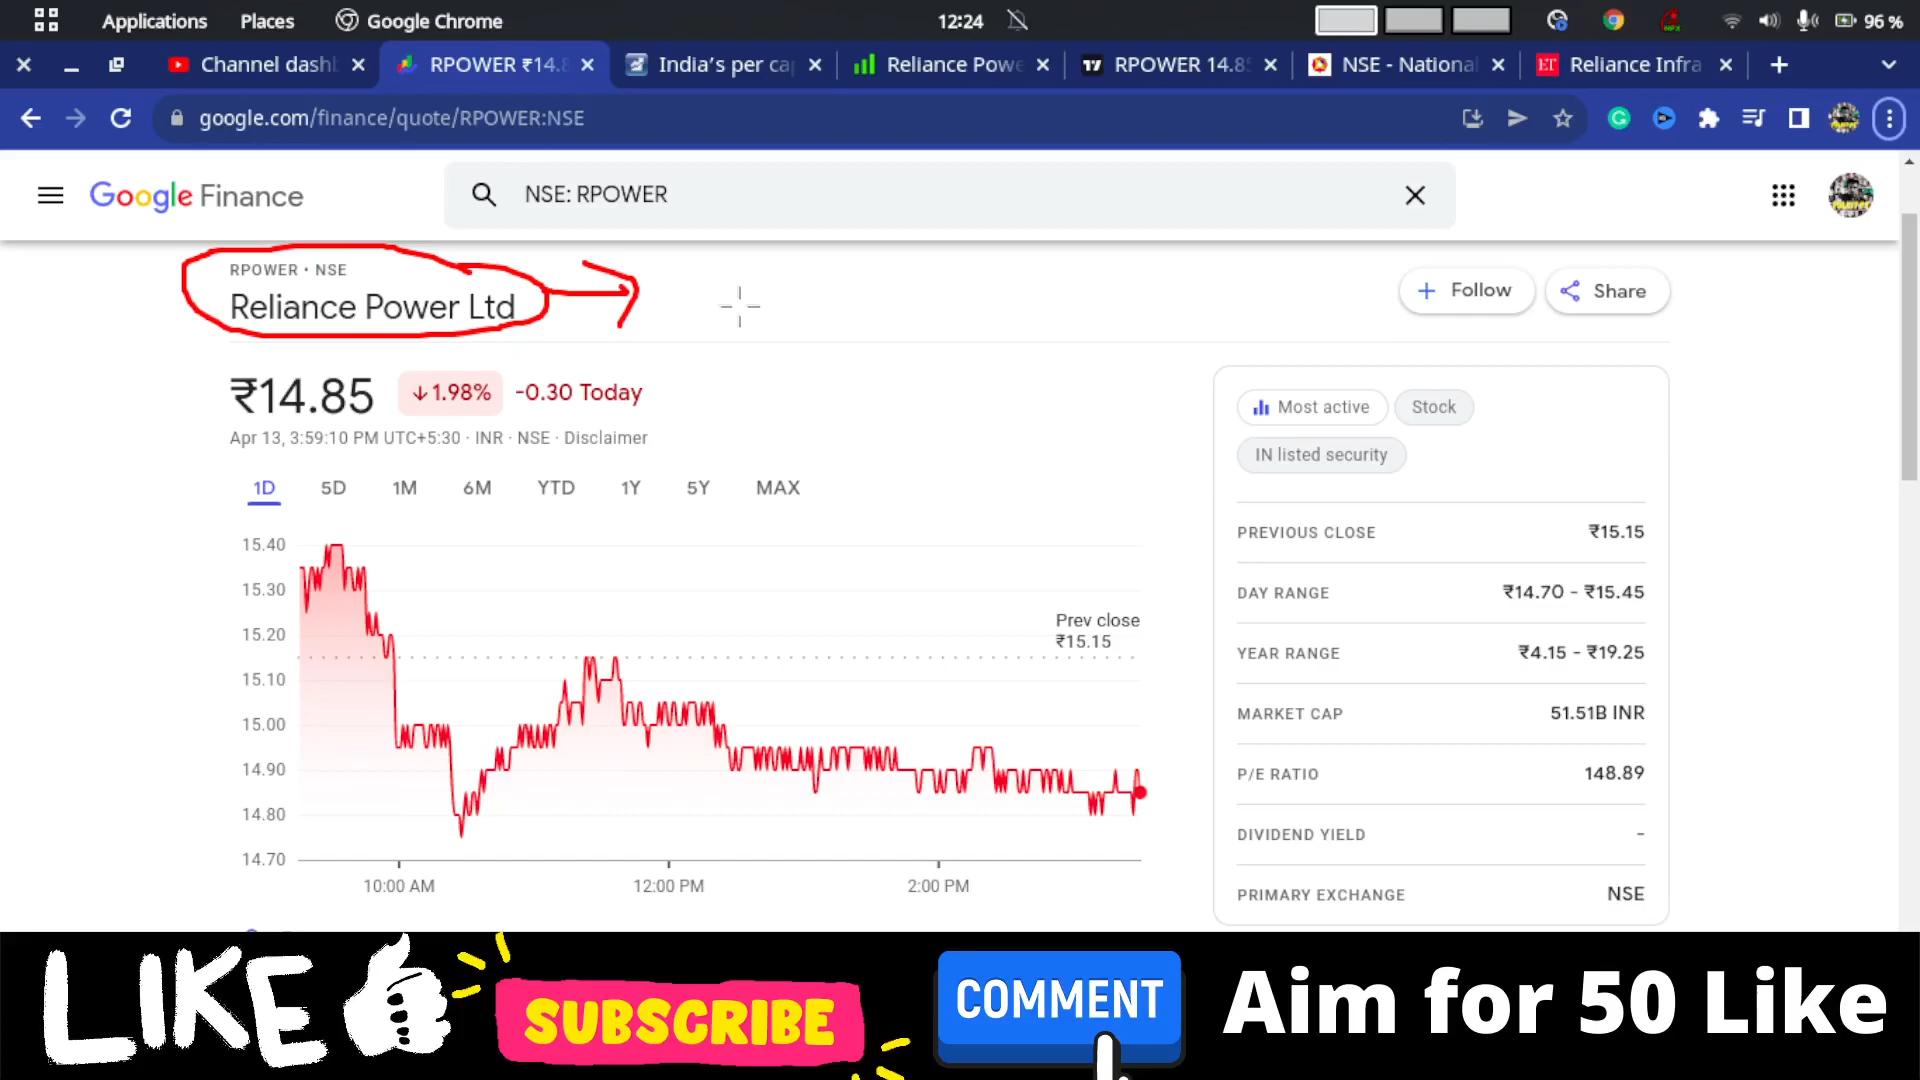 Applications Places Google Chrome 12:24 96 %
Channel dash RPOWER ₹14.8 India's per ca Reliance Powe RPOWER 14.85 NSE - National Reliance Infra
google.com/finance/quote/RPOWER:NSE
Google Finance NSE: RPOWER
RPOWER • NSE
Reliance Power Ltd
Follow Share
₹14.85 1.98% -0.30 Today
Apr 13, 3:59:10 PM UTC+5:30 · INR · NSE · Disclaimer
1D 5D 1M 6M YTD 1Y 5Y MAX
15.40
15.30
15.20
15.10
15.00
14.90
14.80
14.70
Prev close
₹15.15
10:00 AM 12:00 PM 2:00 PM
Most active Stock
IN listed security
PREVIOUS CLOSE ₹15.15
DAY RANGE ₹14.70 - ₹15.45
YEAR RANGE ₹4.15 - ₹19.25
MARKET CAP 51.51B INR
P/E RATIO 148.89
DIVIDEND YIELD -
PRIMARY EXCHANGE NSE
LIKE SUBSCRIBE COMMENT Aim for 50 Like